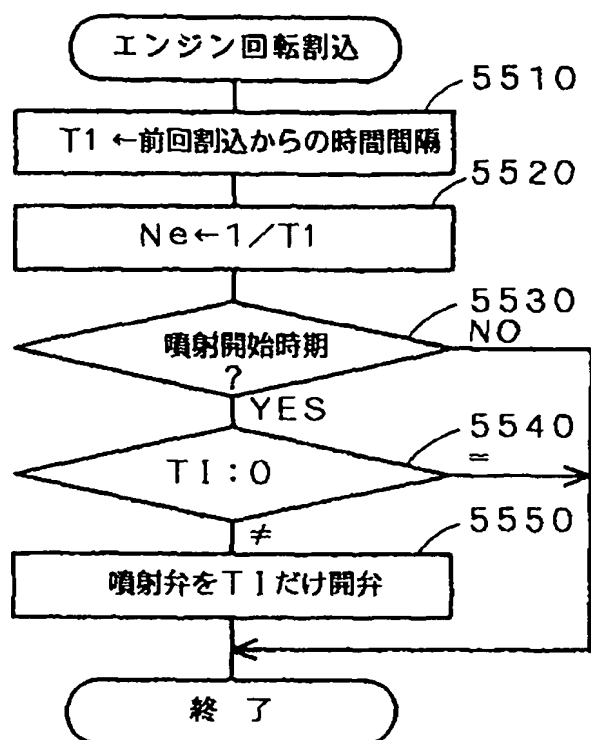 エンジン回転割込
5510
T1←前回割込からの時間間隔
5520
Ne←1/T1
5530
噴射開始時期
?
NO
YES
5540
TI:0
=
≠
5550
噴射弁をTIだけ開弁
終了